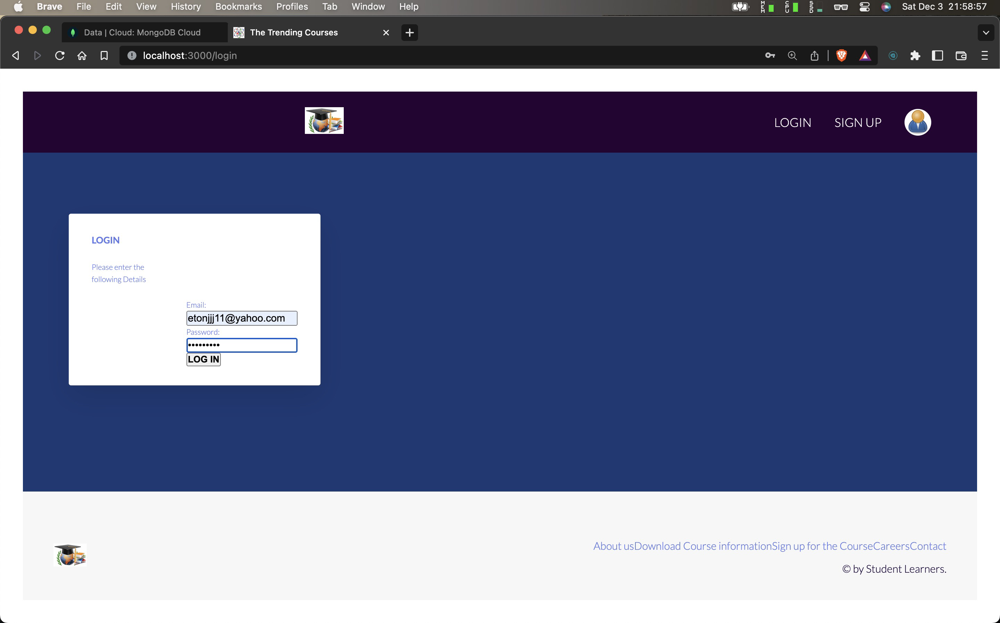 Brave File Edit View History Bookmarks Profiles Tab Window Help MEM CPU SSD Sat Dec 3 21:58:57
Data | Cloud: MongoDB Cloud The Trending Courses
localhost:3000/login
LOGIN SIGN UP
LOGIN
Please enter the
following Details
Email:
etonjjj11@yahoo.com
Password:
•••••••••
LOG IN
About usDownload Course informationSign up for the CourseCareersContact
© by Student Learners.